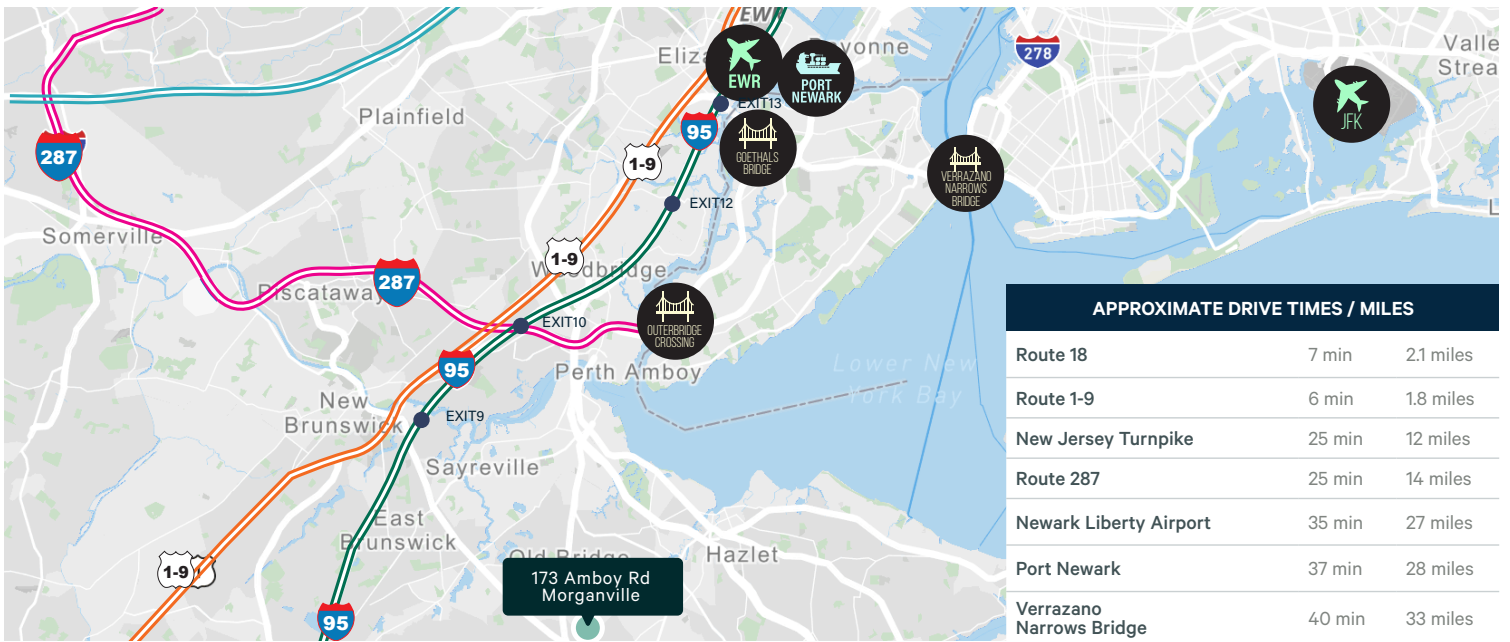 EWR
Elizab
Bayonne
278
Valle
Strea
EWR
PORT
NEWARK
JFK
EXIT13
Plainfield
95
287
1-9
GOETHALS
BRIDGE
VERRAZANO
NARROWS
BRIDGE
EXIT12
Somerville
1-9
Woodbridge
287
Piscataway
EXIT10
OUTERBRIDGE
CROSSING
95
Perth Amboy
Lower New
York Bay
New
Brunswick
EXIT9
Sayreville
East
Brunswick
Old Bridge
Hazlet
1-9
173 Amboy Rd
Morganville
95
APPROXIMATE DRIVE TIMES / MILES
Route 18 7 min 2.1 miles
Route 1-9 6 min 1.8 miles
New Jersey Turnpike 25 min 12 miles
Route 287 25 min 14 miles
Newark Liberty Airport 35 min 27 miles
Port Newark 37 min 28 miles
Verrazano
Narrows Bridge 40 min 33 miles